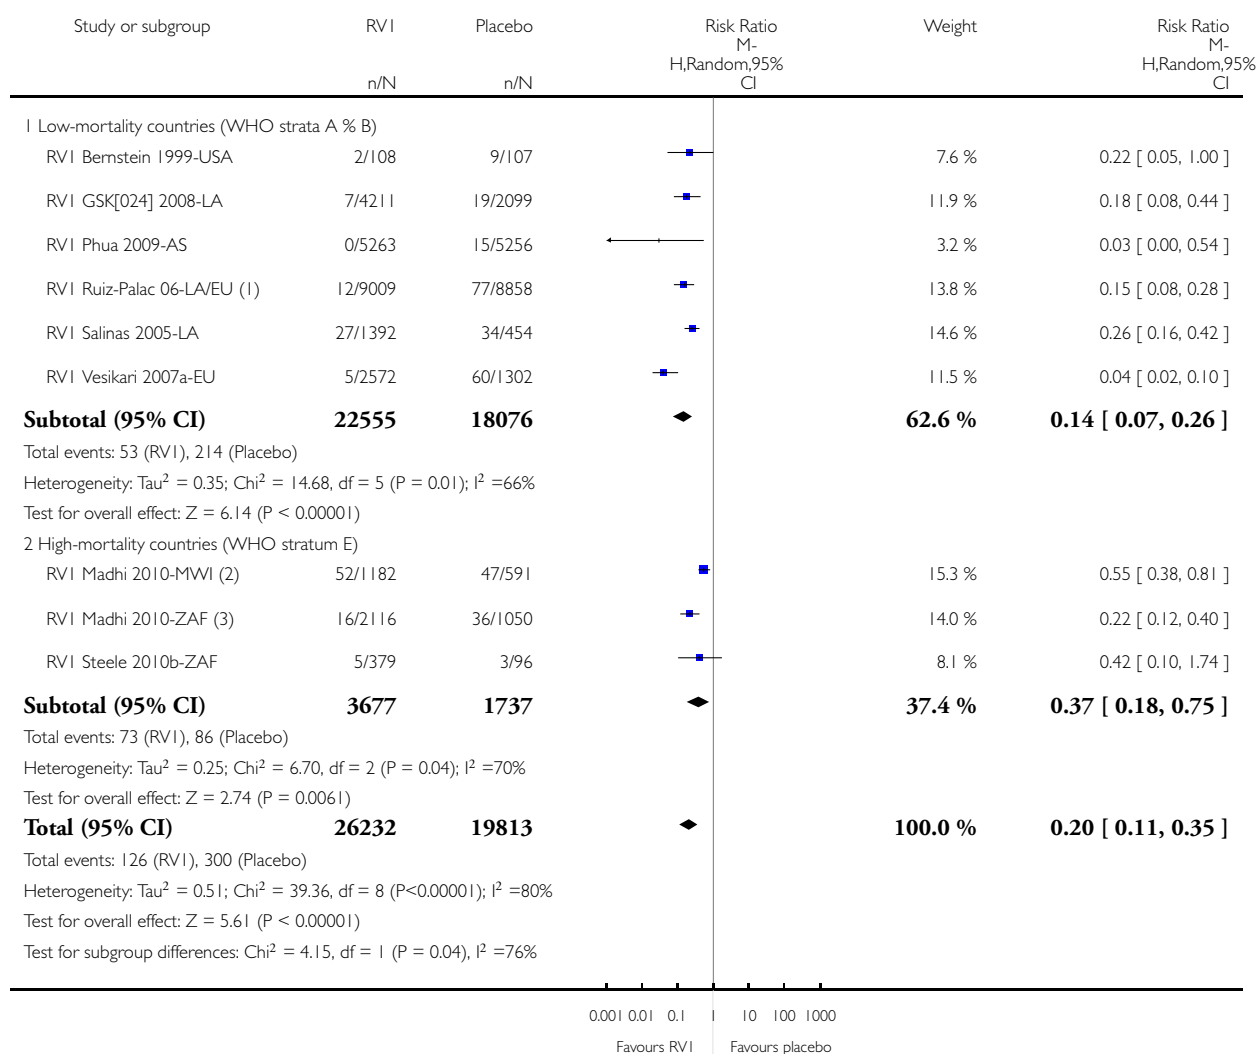 Study or subgroup RV1 Placebo Risk Ratio Weight Risk Ratio
M- M-
H,Random,95% H,Random,95%
n/N n/N CI CI
1 Low-mortality countries (WHO strata A % B)
RV1 Bernstein 1999-USA 2/108 9/107 7.6 % 0.22 [ 0.05, 1.00 ]
RV1 GSK[024] 2008-LA 7/4211 19/2099 11.9 % 0.18 [ 0.08, 0.44 ]
RV1 Phua 2009-AS 0/5263 15/5256 3.2 % 0.03 [ 0.00, 0.54 ]
RV1 Ruiz-Palac 06-LA/EU (1) 12/9009 77/8858 13.8 % 0.15 [ 0.08, 0.28 ]
RV1 Salinas 2005-LA 27/1392 34/454 14.6 % 0.26 [ 0.16, 0.42 ]
RV1 Vesikari 2007a-EU 5/2572 60/1302 11.5 % 0.04 [ 0.02, 0.10 ]
Subtotal (95% CI) 22555 18076 62.6 % 0.14 [ 0.07, 0.26 ]
Total events: 53 (RV1), 214 (Placebo)
Heterogeneity: Tau² = 0.35; Chi² = 14.68, df = 5 (P = 0.01); I² =66%
Test for overall effect: Z = 6.14 (P < 0.00001)
2 High-mortality countries (WHO stratum E)
RV1 Madhi 2010-MWI (2) 52/1182 47/591 15.3 % 0.55 [ 0.38, 0.81 ]
RV1 Madhi 2010-ZAF (3) 16/2116 36/1050 14.0 % 0.22 [ 0.12, 0.40 ]
RV1 Steele 2010b-ZAF 5/379 3/96 8.1 % 0.42 [ 0.10, 1.74 ]
Subtotal (95% CI) 3677 1737 37.4 % 0.37 [ 0.18, 0.75 ]
Total events: 73 (RV1), 86 (Placebo)
Heterogeneity: Tau² = 0.25; Chi² = 6.70, df = 2 (P = 0.04); I² =70%
Test for overall effect: Z = 2.74 (P = 0.0061)
Total (95% CI) 26232 19813 100.0 % 0.20 [ 0.11, 0.35 ]
Total events: 126 (RV1), 300 (Placebo)
Heterogeneity: Tau² = 0.51; Chi² = 39.36, df = 8 (P<0.00001); I² =80%
Test for overall effect: Z = 5.61 (P < 0.00001)
Test for subgroup differences: Chi² = 4.15, df = 1 (P = 0.04), I² =76%
0.001 0.01 0.1 1 10 100 1000
Favours RV1 Favours placebo